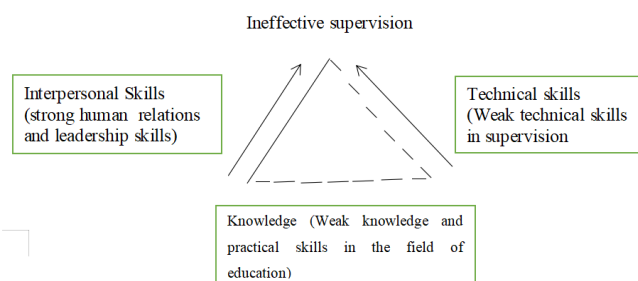 Ineffective supervision
Interpersonal Skills
(strong human relations
and leadership skills)
Technical skills
(Weak technical skills
in supervision
Knowledge (Weak knowledge and
practical skills in the field of
education)